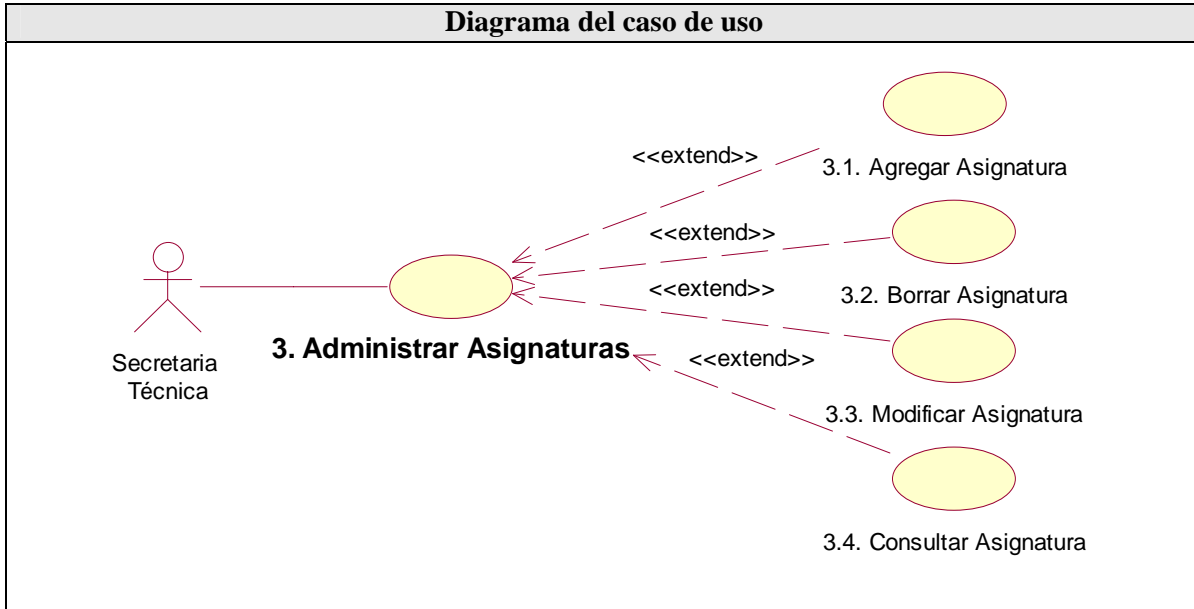 Diagrama del caso de uso
<<extend>>
3.1. Agregar Asignatura
<<extend>>
<<extend>>
3.2. Borrar Asignatura
3. Administrar Asignaturas
<<extend>>
Secretaria
Técnica
3.3. Modificar Asignatura
3.4. Consultar Asignatura